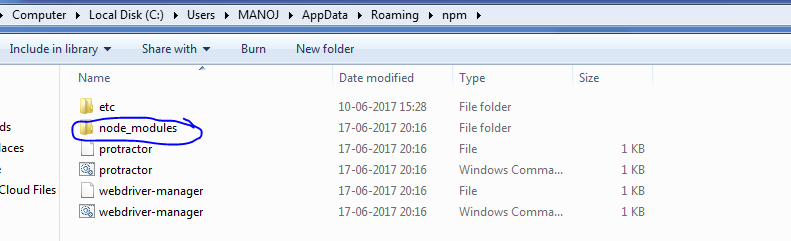 Computer Local Disk (C:) Users MANOJ AppData Roaming npm
Include in library Share with Burn New folder
Name Date modified Type Size
etc 10-06-2017 15:28 File folder
node_modules 17-06-2017 20:16 File folder
rds protractor 17-06-2017 20:16 File 1 KB
laces protractor 17-06-2017 20:16 Windows Comma... 1 KB
Cloud Files webdriver-manager 17-06-2017 20:16 File 1 KB
webdriver-manager 17-06-2017 20:16 Windows Comma... 1 KB